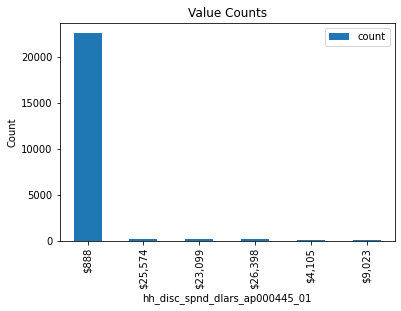 Value Counts
count
20000
15000
10000
5000
0
Count
$888
$25,574
$23,099
$26,398
$4,105
$9,023
hh_disc_spnd_dlars_ap000445_01